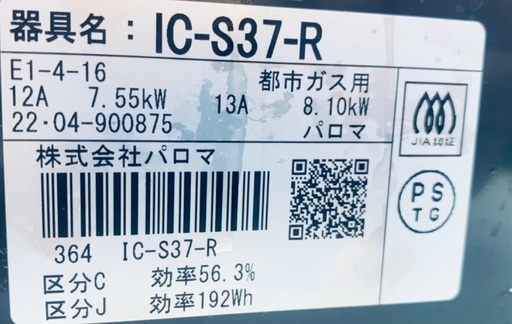 器具名：IC-S37-R
E1-4-16 都市ガス用
12A 7.55kW 13A 8.10kW
22・04-900875 パロマ
JIA認証
株式会社パロマ
PS
TG
364 IC-S37-R
区分C 効率56.3%
区分J 効率192Wh